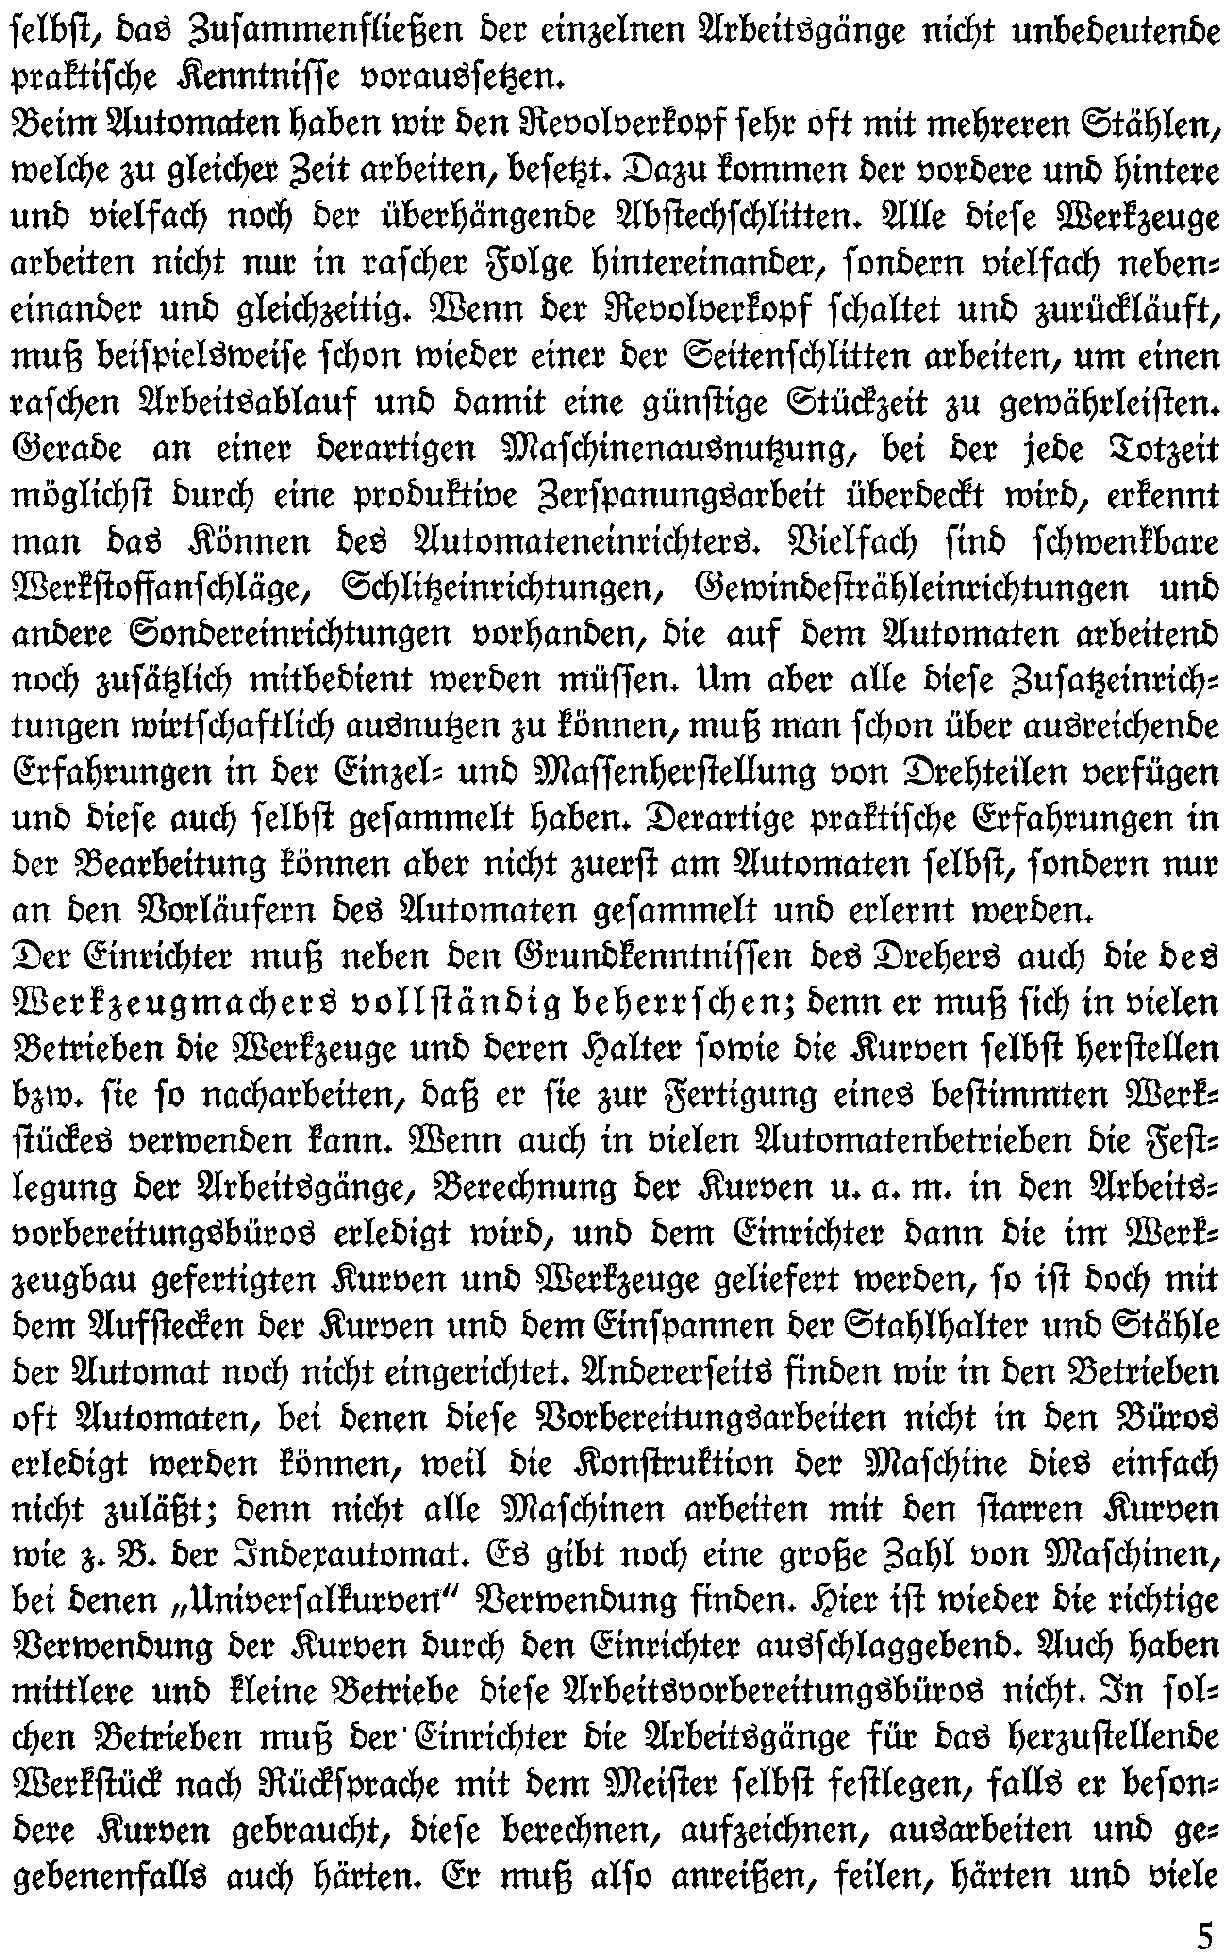 selbst, das Zusammenfließen der einzelnen Arbeitsgänge nicht unbedeutende
praktische Kenntnisse voraussetzen.
Beim Automaten haben wir den Revolverkopf sehr oft mit mehreren Stählen,
welche zu gleicher Zeit arbeiten, besetzt. Dazu kommen der vordere und hintere
und vielfach noch der überhängende Abstechschlitten. Alle diese Werkzeuge
arbeiten nicht nur in rascher Folge hintereinander, sondern vielfach neben-
einander und gleichzeitig. Wenn der Revolverkopf schaltet und zurückläuft,
muß beispielsweise schon wieder einer der Seitenschlitten arbeiten, um einen
raschen Arbeitsablauf und damit eine günstige Stückzeit zu gewährleisten.
Gerade an einer derartigen Maschinenausnutzung, bei der jede Totzeit
möglichst durch eine produktive Zerspanungsarbeit überdeckt wird, erkennt
man das Können des Automateneinrichters. Vielfach sind schwenkbare
Werkstoffanschläge, Schlitzeinrichtungen, Gewindesträhleinrichtungen und
andere Sondereinrichtungen vorhanden, die auf dem Automaten arbeitend
noch zusätzlich mitbedient werden müssen. Um aber alle diese Zusatzeinrich-
tungen wirtschaftlich ausnutzen zu können, muß man schon über ausreichende
Erfahrungen in der Einzel- und Massenherstellung von Drehteilen verfügen
und diese auch selbst gesammelt haben. Derartige praktische Erfahrungen in
der Bearbeitung können aber nicht zuerst am Automaten selbst, sondern nur
an den Vorläufern des Automaten gesammelt und erlernt werden.
Der Einrichter muß neben den Grundkenntnissen des Drehers auch die des
Werkzeugmachers vollständig beherrschen; denn er muß sich in vielen
Betrieben die Werkzeuge und deren Halter sowie die Kurven selbst herstellen
bzw. sie so nacharbeiten, daß er sie zur Fertigung eines bestimmten Werk-
stückes verwenden kann. Wenn auch in vielen Automatenbetrieben die Fest-
legung der Arbeitsgänge, Berechnung der Kurven u. a. m. in den Arbeits-
vorbereitungsbüros erledigt wird, und dem Einrichter dann die im Werk-
zeugbau gefertigten Kurven und Werkzeuge geliefert werden, so ist doch mit
dem Aufstecken der Kurven und dem Einspannen der Stahlhalter und Stähle
der Automat noch nicht eingerichtet. Andererseits finden wir in den Betrieben
oft Automaten, bei denen diese Vorbereitungsarbeiten nicht in den Büros
erledigt werden können, weil die Konstruktion der Maschine dies einfach
nicht zuläßt; denn nicht alle Maschinen arbeiten mit den starren Kurven
wie z. B. der Indexautomat. Es gibt noch eine große Zahl von Maschinen,
bei denen „Universalkurven“ Verwendung finden. Hier ist wieder die richtige
Verwendung der Kurven durch den Einrichter ausschlaggebend. Auch haben
mittlere und kleine Betriebe diese Arbeitsvorbereitungsbüros nicht. In sol-
chen Betrieben muß der Einrichter die Arbeitsgänge für das herzustellende
Werkstück nach Rücksprache mit dem Meister selbst festlegen, falls er beson-
dere Kurven gebraucht, diese berechnen, aufzeichnen, ausarbeiten und ge-
gebenenfalls auch härten. Er muß also anreißen, feilen, härten und viele
5